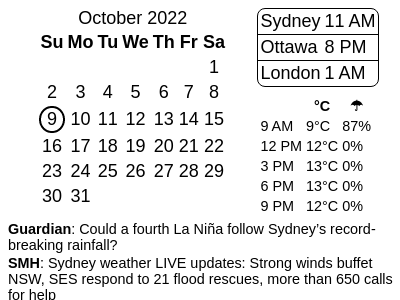 October 2022
Su Mo Tu We Th Fr Sa
1
2 3 4 5 6 7 8
9 10 11 12 13 14 15
16 17 18 19 20 21 22
23 24 25 26 27 28 29
30 31
Sydney 11 AM
Ottawa 8 PM
London 1 AM
°C ☂
9 AM 9°C 87%
12 PM 12°C 0%
3 PM 13°C 0%
6 PM 13°C 0%
9 PM 12°C 0%
Guardian: Could a fourth La Niña follow Sydney's record-
breaking rainfall?
SMH: Sydney weather LIVE updates: Strong winds buffet
NSW, SES respond to 21 flood rescues, more than 650 calls
for help